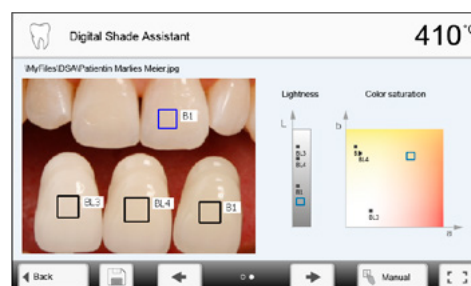 Digital Shade Assistant
410 °C
\MyFiles\DSA\Patientin Marlies Meier.jpg
Lightness
Color saturation
B1
L
b
BL3
BL4
B1
BL4
BL3
BL4
B1
BL3
a
Back
Manual